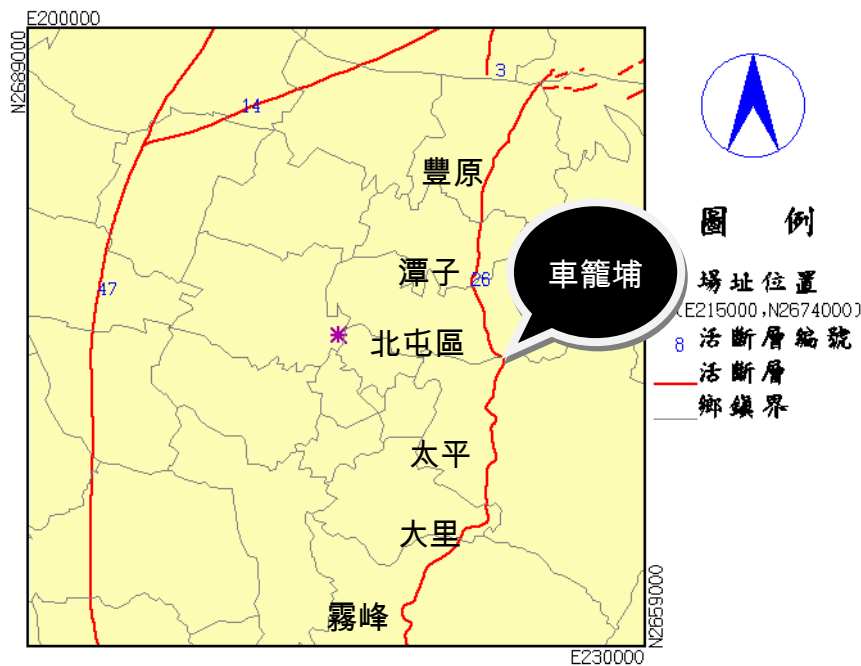 E200000
N2689000
14
3
豐原
圖 例
潭子
26
車籠埔
場址位置
47
(E215000,N2674000)
北屯區
8 活斷層編號
活斷層
鄉鎮界
太平
大里
霧峰
N2659000
E230000